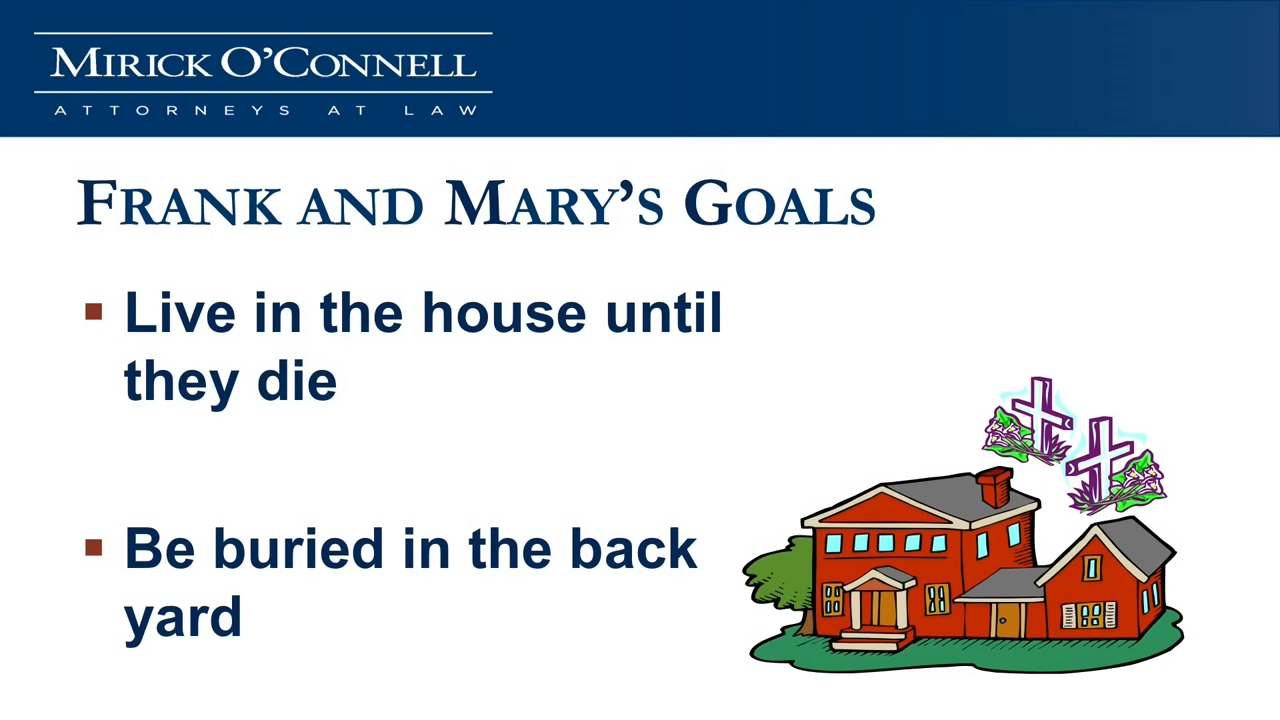 MIRICK O’CONNELL
ATTORNEYS AT LAW
FRANK AND MARY’S GOALS
Live in the house until
they die
Be buried in the back
yard